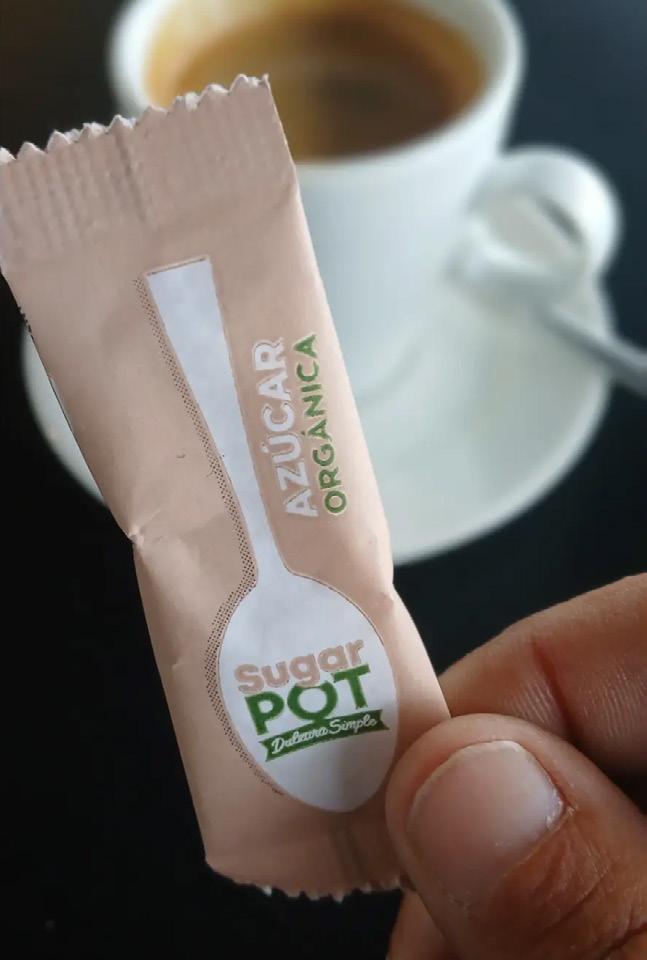 AZÚCAR
ORGÁNICA
Sugar
POT
Dulzura Simple